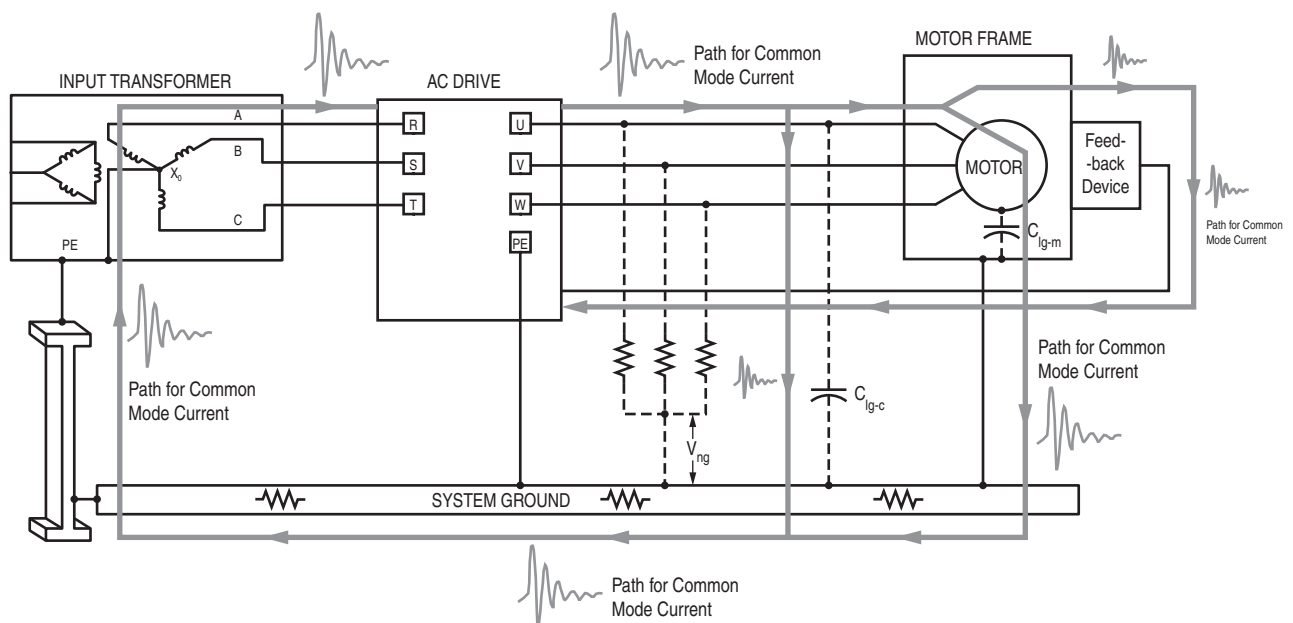 MOTOR FRAME
INPUT TRANSFORMER
AC DRIVE
Path for Common
Mode Current
A
B
C
X0
PE
R
S
T
U
V
W
PE
MOTOR
Feed-
-back
Device
Clg-m
Path for Common
Mode Current
Path for Common
Mode Current
Path for Common
Mode Current
Clg-c
Vng
SYSTEM GROUND
Path for Common
Mode Current